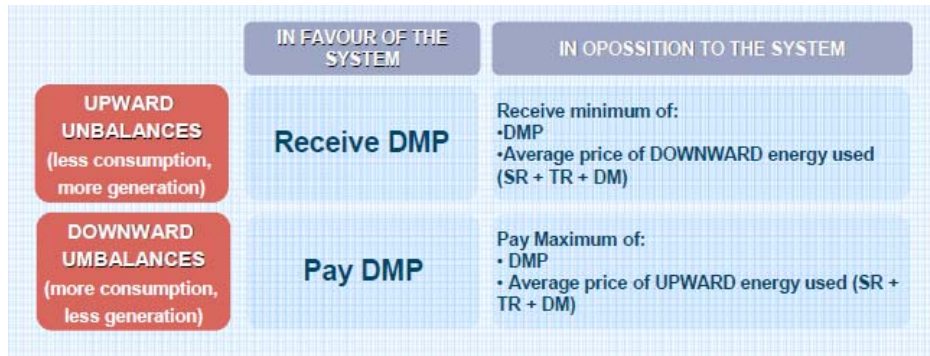 IN FAVOUR OF THE
SYSTEM
IN OPOSSITION TO THE SYSTEM
UPWARD
UNBALANCES
(less consumption,
more generation)
Receive DMP
Receive minimum of:
•DMP
•Average price of DOWNWARD energy used
(SR + TR + DM)
DOWNWARD
UMBALANCES
(more consumption,
less generation)
Pay DMP
Pay Maximum of:
• DMP
• Average price of UPWARD energy used (SR +
TR + DM)